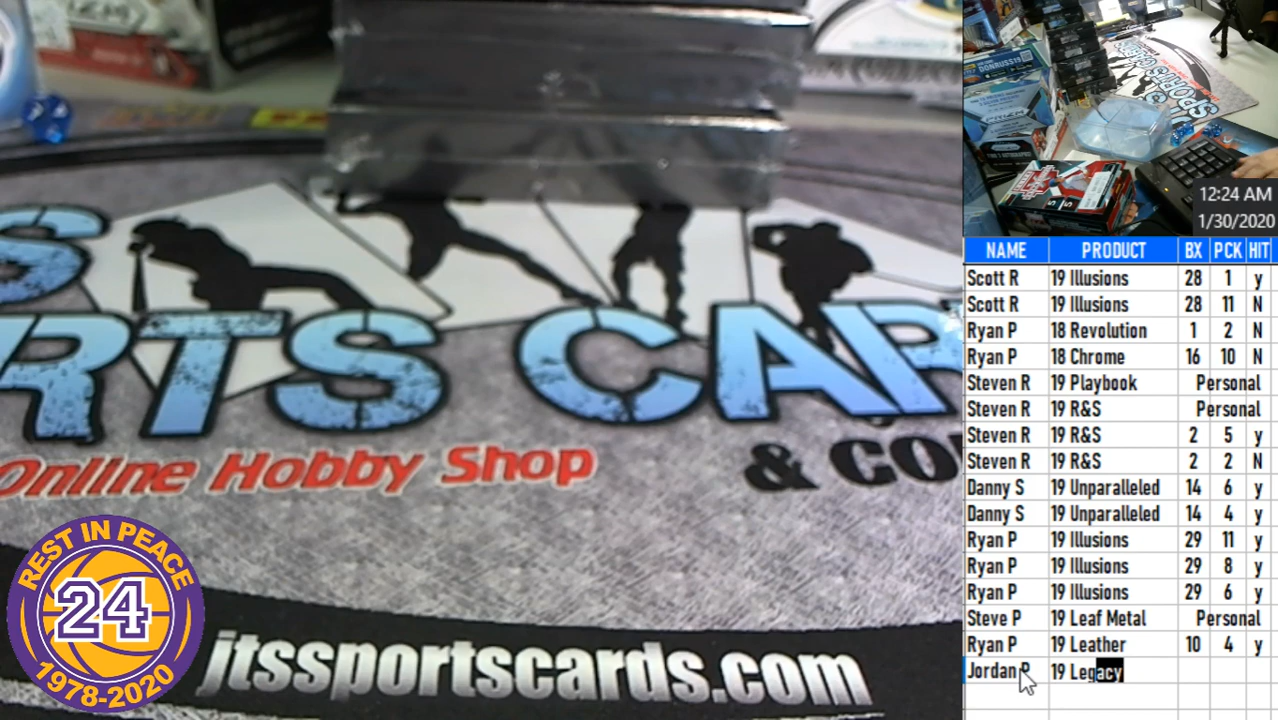 S
RTS CAR
Online Hobby Shop
& CO
jtssportscards.com
REST IN PEACE
24
1978-2020
SPORTS CARDS
12:24 AM
1/30/2020
NAME PRODUCT BX PCK HIT
Scott R 19 Illusions 28 1 y
Scott R 19 Illusions 28 11 N
Ryan P 18 Revolution 1 2 N
Ryan P 18 Chrome 16 10 N
Steven R 19 Playbook Personal
Steven R 19 R&S Personal
Steven R 19 R&S 2 5 y
Steven R 19 R&S 2 2 N
Danny S 19 Unparalleled 14 6 y
Danny S 19 Unparalleled 14 4 y
Ryan P 19 Illusions 29 11 y
Ryan P 19 Illusions 29 8 y
Ryan P 19 Illusions 29 6 y
Steve P 19 Leaf Metal Personal
Ryan P 19 Leather 10 4 y
Jordan P 19 Legacy